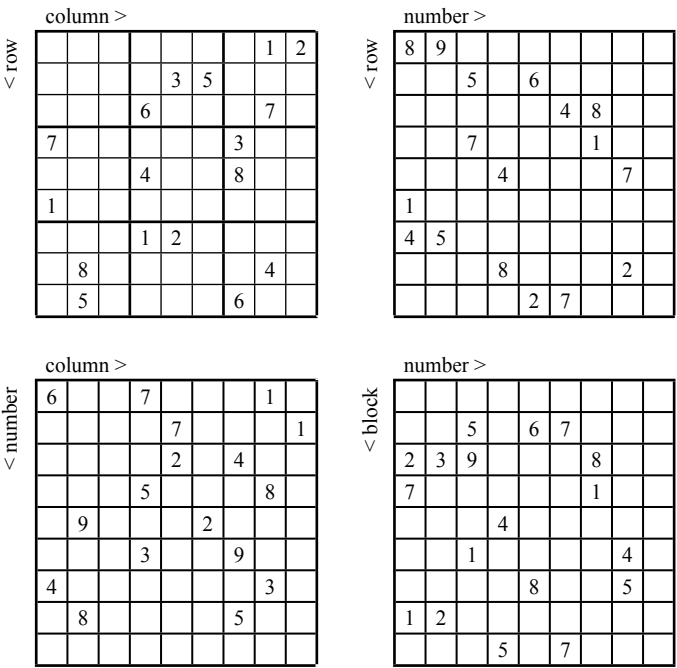 column >
number >
< row
< row
1 2
8 9
3 5
5 6
6 7
4 8
7 3
7 1
4 8
4 7
1
1
1 2
4 5
8 4
8 2
5 6
2 7
column >
number >
< number
< block
6 7 1
7 1
5 6 7
2 4
2 3 9 8
5 8
7 1
9 2
4
3 9
1 4
4 3
8 5
8 5
1 2
5 7